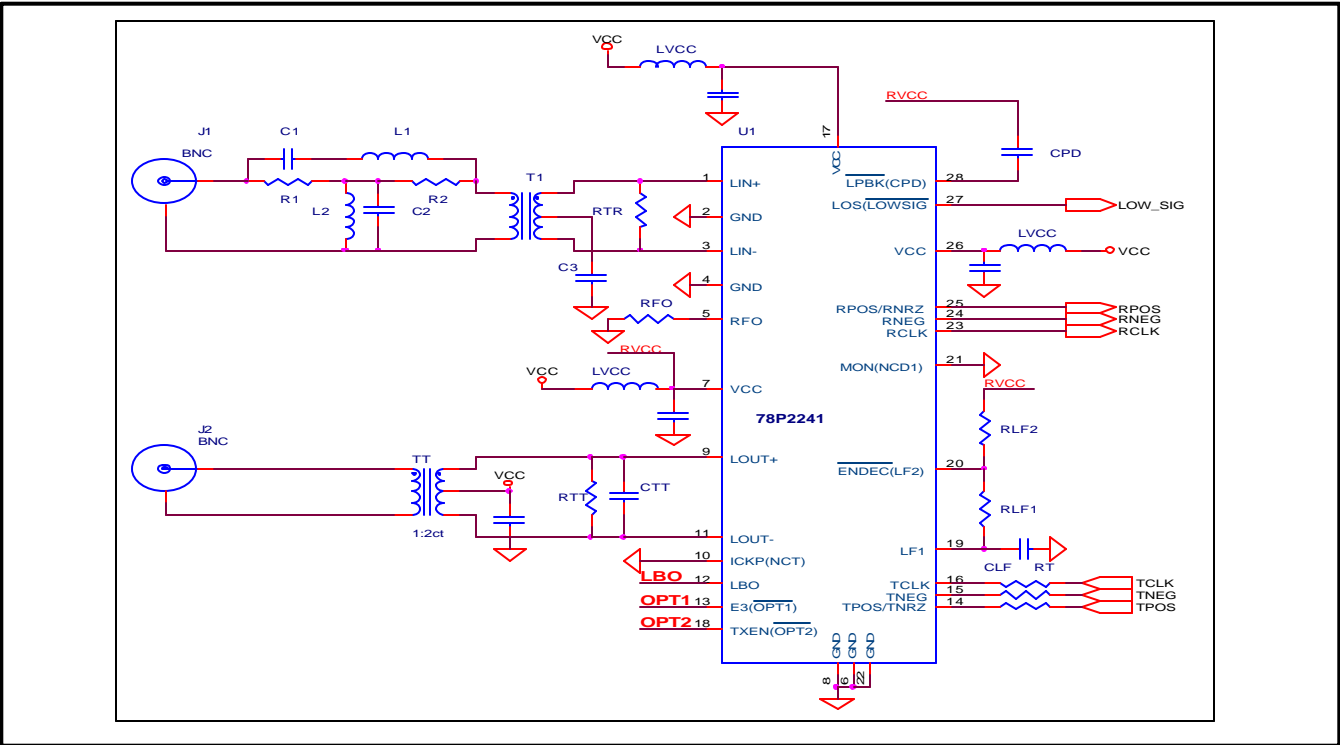 VCC
LVCC
RVCC
17
U1
VCC
CPD
J1
BNC
C1
L1
R1
L2
C2
R2
T1
RTR
C3
1
LIN+
2
GND
3
LIN-
4
GND
RFO
5
RFO
RVCC
VCC
LVCC
7
VCC
LPBK(CPD)
28
LOS(LOWSIG
27
LOW_SIG
VCC
26
LVCC
VCC
RPOS/RNRZ
25
RPOS
RNEG
24
RNEG
RCLK
23
RCLK
MON(NCD1)
21
RVCC
78P2241
RLF2
J2
BNC
TT
1:2ct
VCC
RTT
CTT
9
LOUT+
ENDEC(LF2)
20
RLF1
11
LOUT-
LF1
19
CLF
RT
10
ICKP(NCT)
LBO
12
LBO
OPT1
13
E3(OPT1)
OPT2
18
TXEN(OPT2)
TCLK
16
TCLK
TNEG
15
TNEG
TPOS/TNRZ
14
TPOS
GND
GND
GND
8
6
22